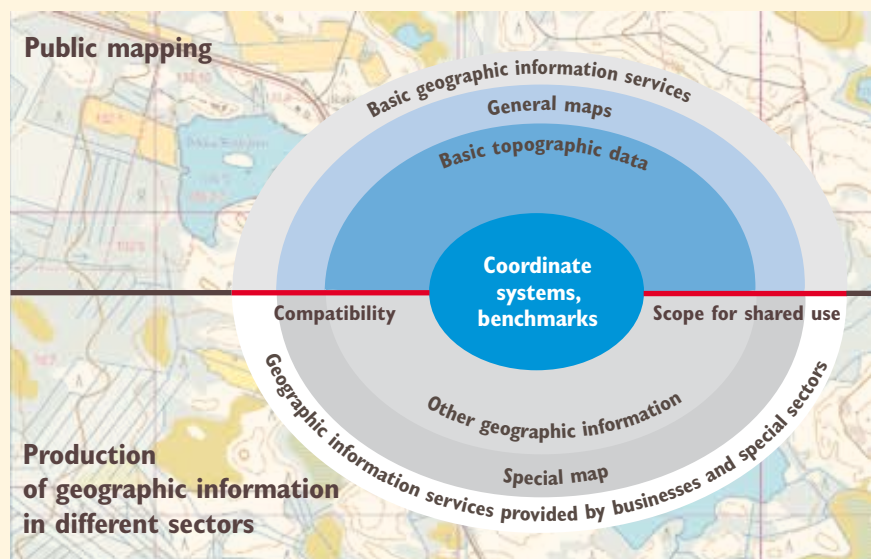 Public mapping
Basic geographic information services
General maps
Basic topographic data
Coordinate
systems,
benchmarks
Compatibility
Scope for shared use
Other geographic information
Special map
Geographic information services provided by businesses and special sectors
Production
of geographic information
in different sectors